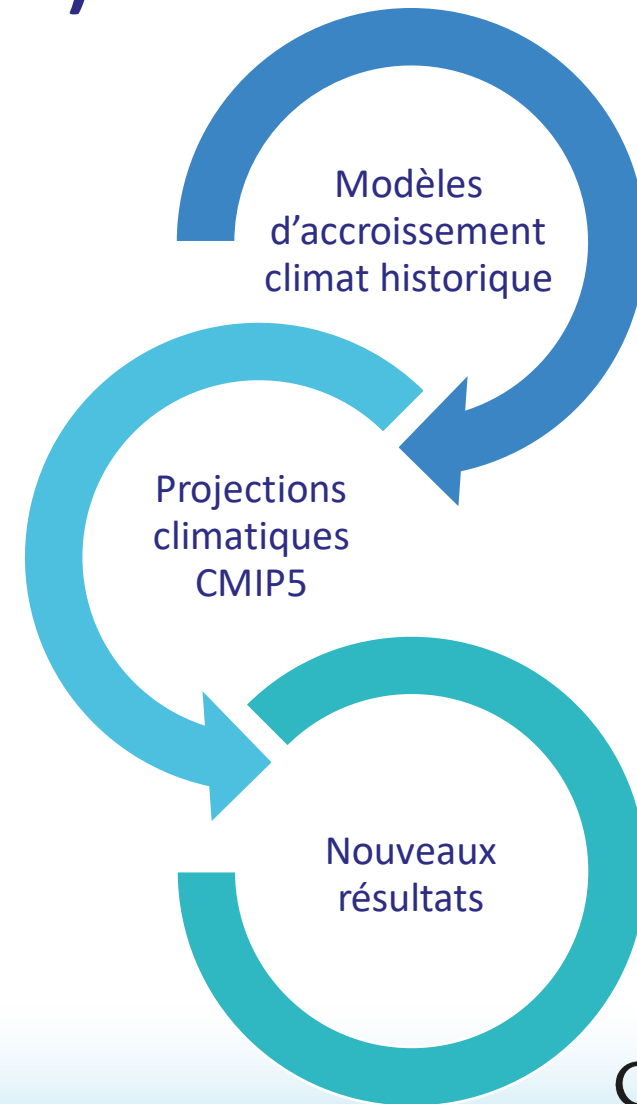 Modèles
d'accroissement
climat historique
Projections
climatiques
CMIP5
Nouveaux
résultats